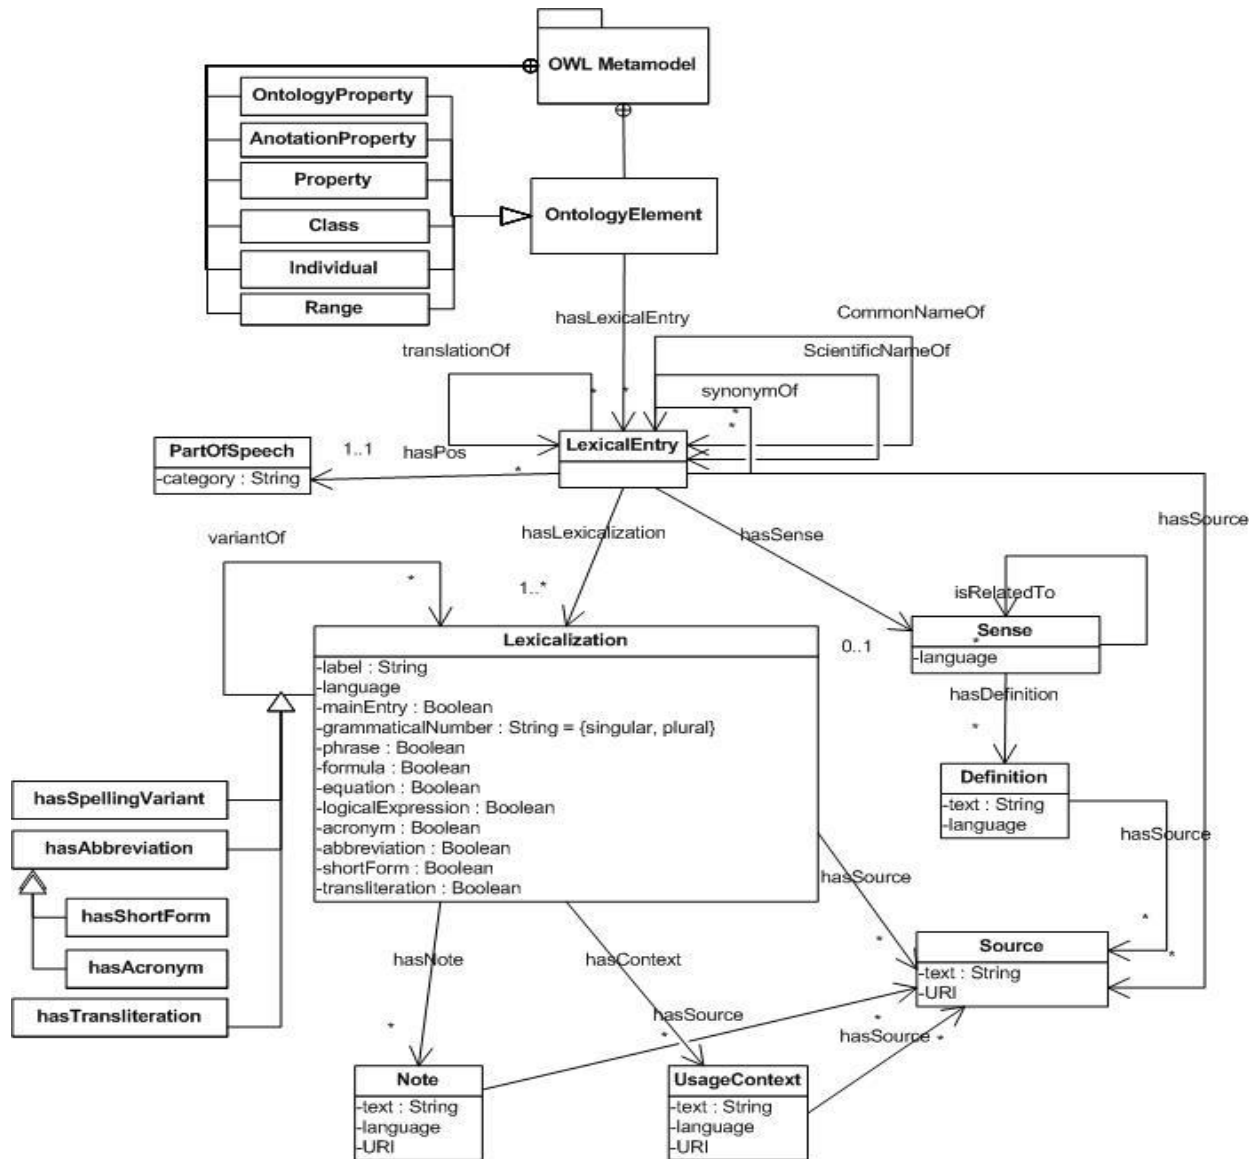 OWL Metamodel
OntologyProperty
AnotationProperty
Property
Class
Individual
Range
OntologyElement
hasLexicalEntry
*
CommonNameOf
ScientificNameOf
synonymOf
*
*
translationOf
*
LexicalEntry
PartOfSpeech
-category : String
1..1
hasPos
*
hasLexicalization
1..*
hasSense
0..1
hasSource
*
variantOf
*
isRelatedTo
*
Sense
-language
hasDefinition
*
Definition
-text : String
-language
hasSource
*
Lexicalization
-label : String
-language
-mainEntry : Boolean
-grammaticalNumber : String = {singular, plural}
-phrase : Boolean
-formula : Boolean
-equation : Boolean
-logicalExpression : Boolean
-acronym : Boolean
-abbreviation : Boolean
-shortForm : Boolean
-transliteration : Boolean
hasSpellingVariant
hasAbbreviation
hasShortForm
hasAcronym
hasTransliteration
hasSource
*
Source
-text : String
-URI
hasNote
*
hasContext
*
hasSource
*
hasSource
*
Note
-text : String
-language
-URI
UsageContext
-text : String
-language
-URI